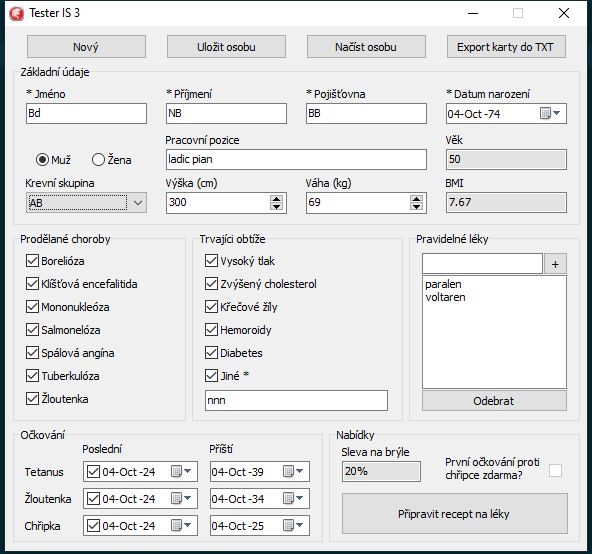 Tester IS 3
Nový Uložit osobu Načíst osobu Export karty do TXT
Základní údaje
* Jméno * Příjmení * Pojišťovna * Datum narození
Bd NB BB 04-Oct -74
Pracovní pozice Věk
Muž Žena ladic pian 50
Krevní skupina Výška (cm) Váha (kg) BMI
AB 300 69 7.67
Prodělané choroby Trvající obtíže Pravidelné léky
Borelióza Vysoký tlak +
Klíšťová encefalitida Zvýšený cholesterol paralen
Mononukleóza Křečové žíly voltaren
Salmonelóza Hemoroidy
Spálová angína Diabetes
Tuberkulóza Jiné *
Žloutenka nnn Odebrat
Očkování Nabídky
Poslední Příští Sleva na brýle
Tetanus 04-Oct -24 04-Oct -39 20% První očkování proti
chřipce zdarma?
Žloutenka 04-Oct -24 04-Oct -34
Chřipka 04-Oct -24 04-Oct -25 Připravit recept na léky